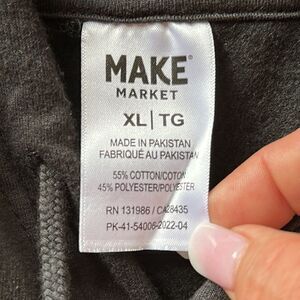 MAKE®
MARKET
XL | TG
MADE IN PAKISTAN
FABRIQUÉ AU PAKISTAN
55% COTTON/COTON
45% POLYESTER/POLYESTER
RN 131986 / CA28435
PK-41-54006-2022-04